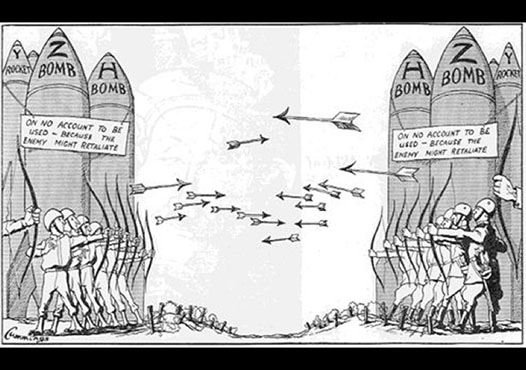 Y
ROCKET
Z
BOMB
H
BOMB
ON NO ACCOUNT TO BE
USED – BECAUSE THE
ENEMY MIGHT RETALIATE
H
BOMB
Z
BOMB
Y
ROCKET
ON NO ACCOUNT TO BE
USED – BECAUSE THE
ENEMY MIGHT RETALIATE
Cummings